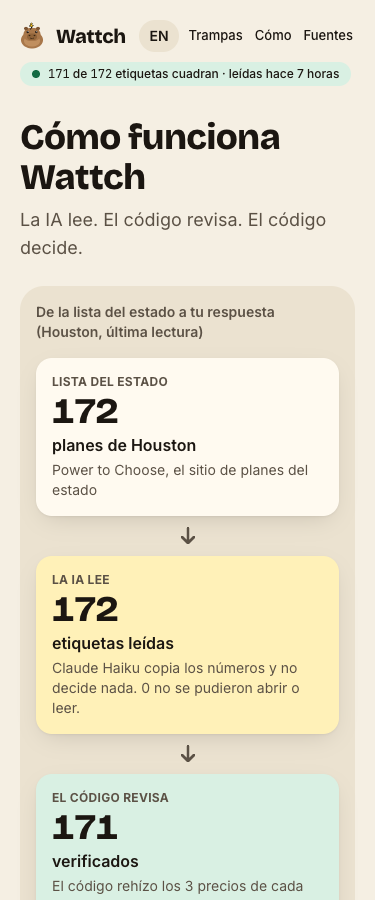 Wattch EN Trampas Cómo Fuentes
171 de 172 etiquetas cuadran · leídas hace 7 horas
Cómo funciona
Wattch
La IA lee. El código revisa. El código
decide.
De la lista del estado a tu respuesta
(Houston, última lectura)
LISTA DEL ESTADO
172
planes de Houston
Power to Choose, el sitio de planes del
estado
LA IA LEE
172
etiquetas leídas
Claude Haiku copia los números y no
decide nada. 0 no se pudieron abrir o
leer.
EL CÓDIGO REVISA
171
verificados
El código rehízo los 3 precios de cada